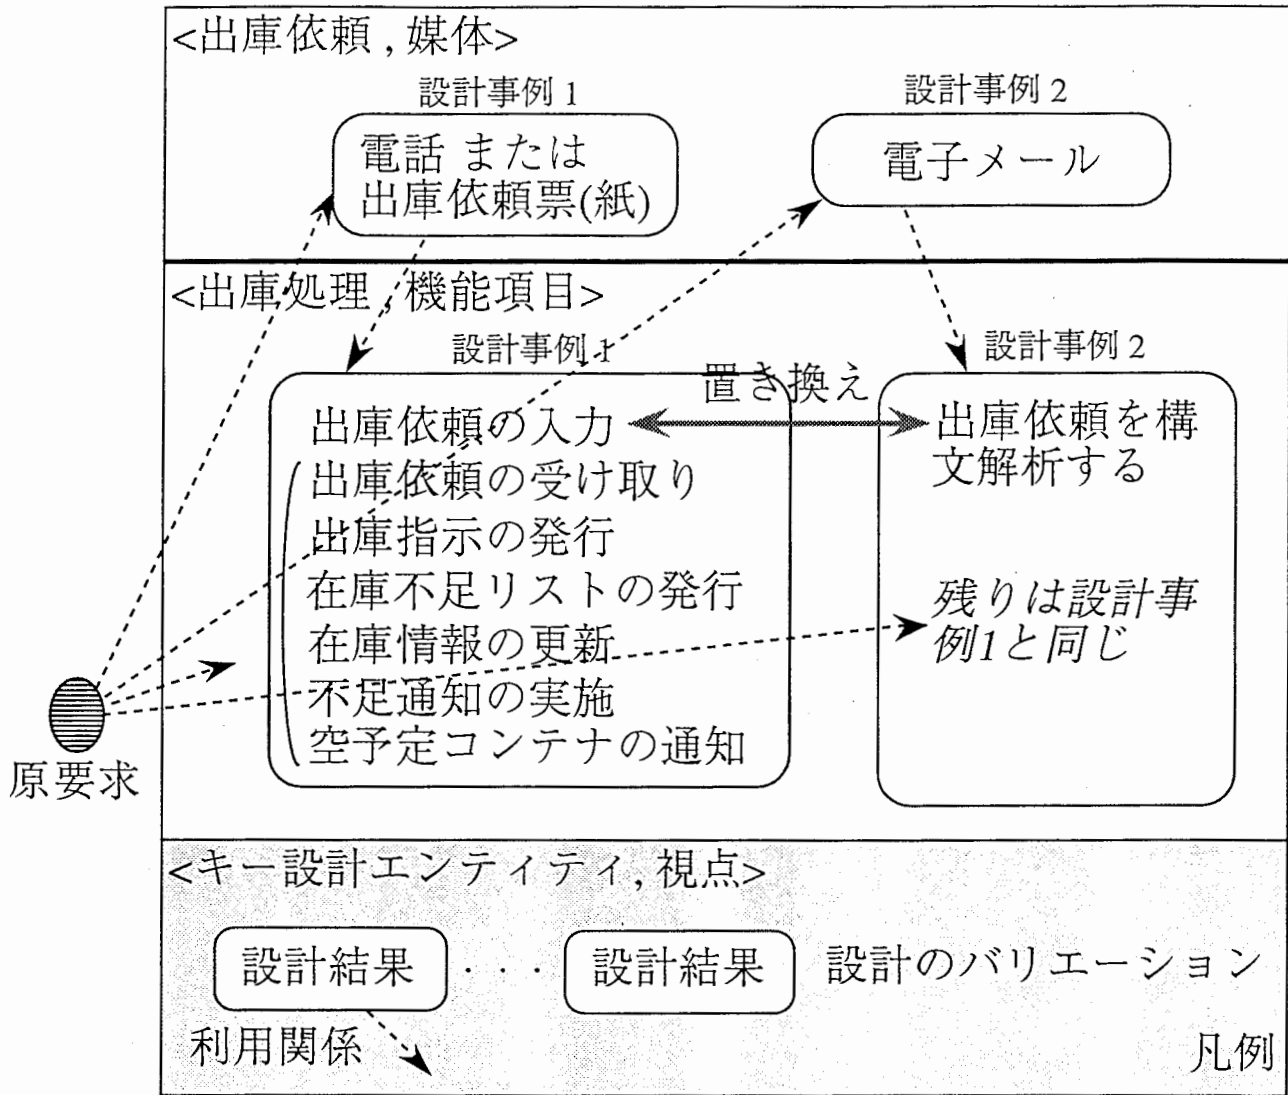 <出庫依頼 , 媒体>
設計事例 1
設計事例 2
電話 または
出庫依頼票(紙)
電子メール
<出庫処理 , 機能項目>
設計事例 1
設計事例 2
置き換え
出庫依頼の入力
出庫依頼の受け取り
出庫指示の発行
在庫不足リストの発行
在庫情報の更新
不足通知の実施
空予定コンテナの通知
出庫依頼を構
文解析する
残りは設計事
例1と同じ
原要求
<キー設計エンティティ, 視点>
設計結果
. . .
設計結果
設計のバリエーション
利用関係
凡例